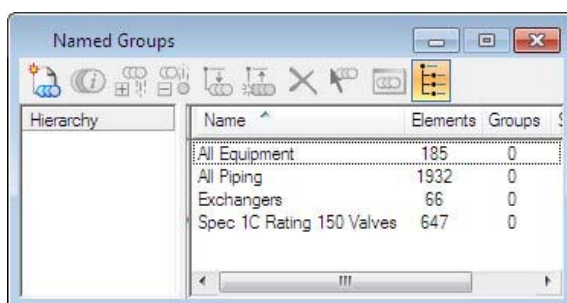 Named Groups
Hierarchy
Name Elements Groups
All Equipment 185 0
All Piping 1932 0
Exchangers 66 0
Spec 1C Rating 150 Valves 647 0